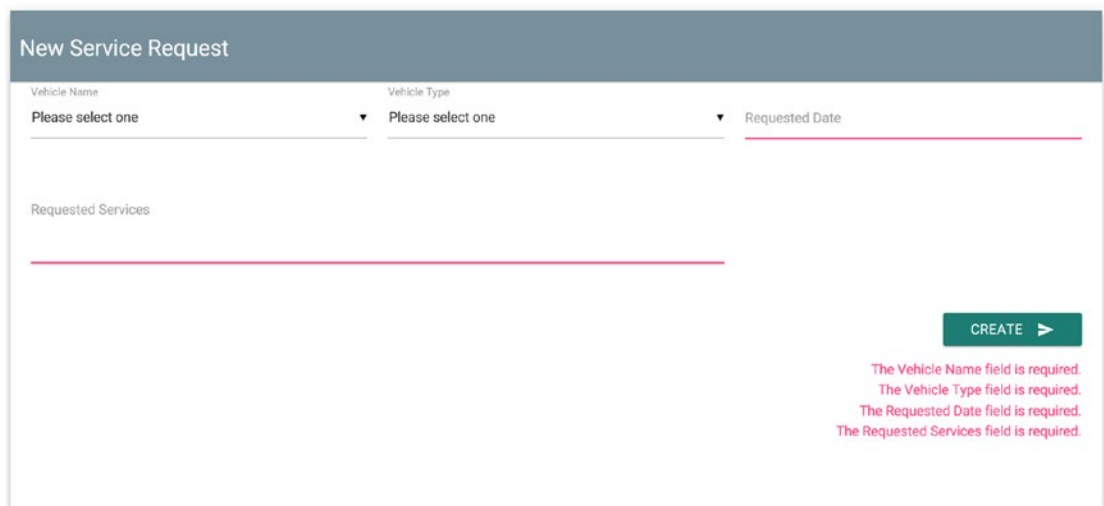 New Service Request
Vehicle Name
Please select one
Vehicle Type
Please select one
Requested Date
Requested Services
CREATE
The Vehicle Name field is required.
The Vehicle Type field is required.
The Requested Date field is required.
The Requested Services field is required.